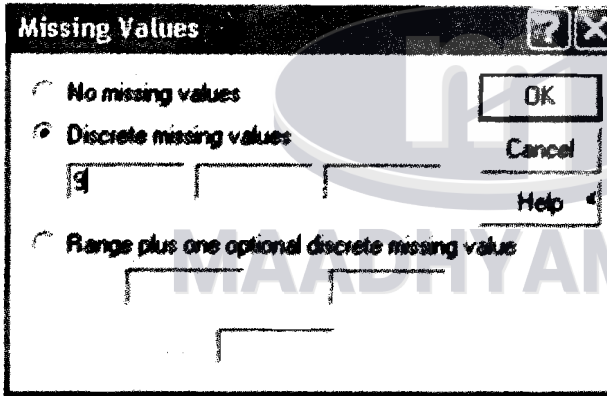 Missing Values
No missing values
OK
Discrete missing values
Cancel
9
Help
Range plus one optional discrete missing value
MAADHYAM